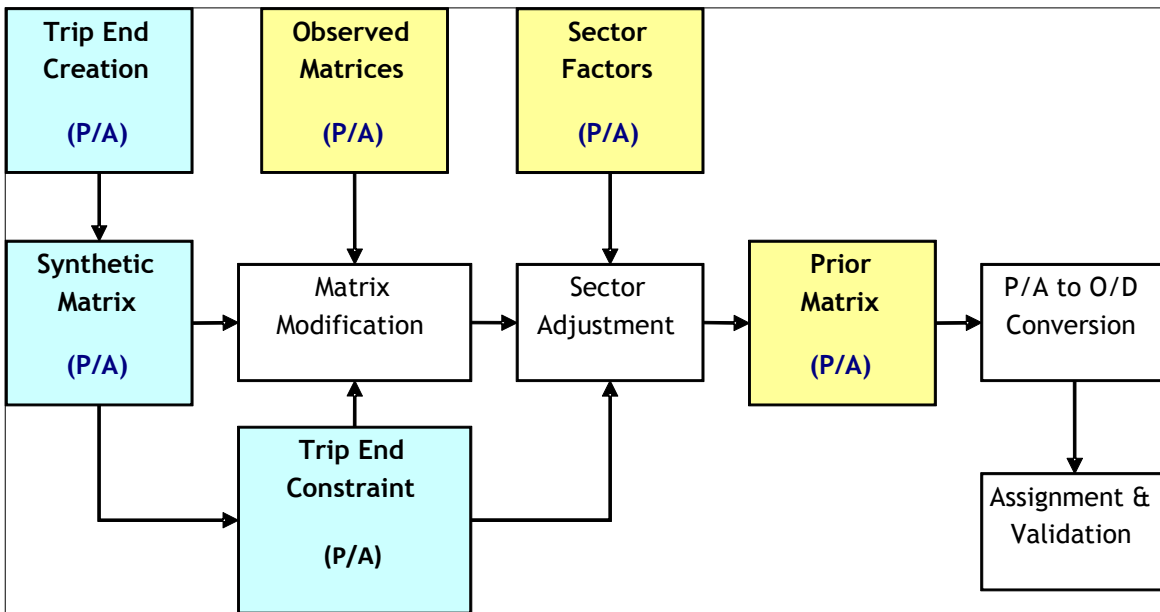 Trip End
Creation
(P/A)
Observed
Matrices
(P/A)
Sector
Factors
(P/A)
Synthetic
Matrix
(P/A)
Matrix
Modification
Sector
Adjustment
Prior
Matrix
(P/A)
P/A to O/D
Conversion
Trip End
Constraint
(P/A)
Assignment &
Validation